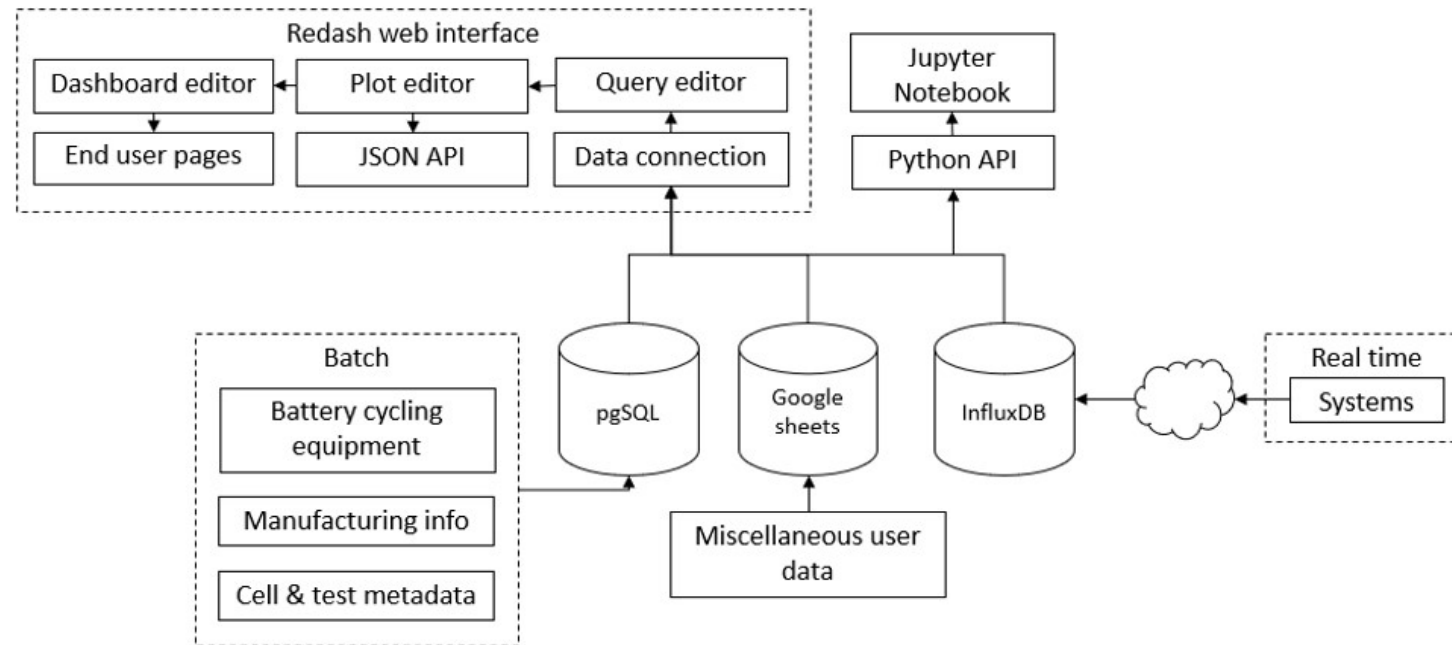 Redash web interface
Dashboard editor
Plot editor
Query editor
End user pages
JSON API
Data connection
Jupyter
Notebook
Python API
Batch
Battery cycling
equipment
Manufacturing info
Cell & test metadata
pgSQL
Google
sheets
InfluxDB
Miscellaneous user
data
Real time
Systems